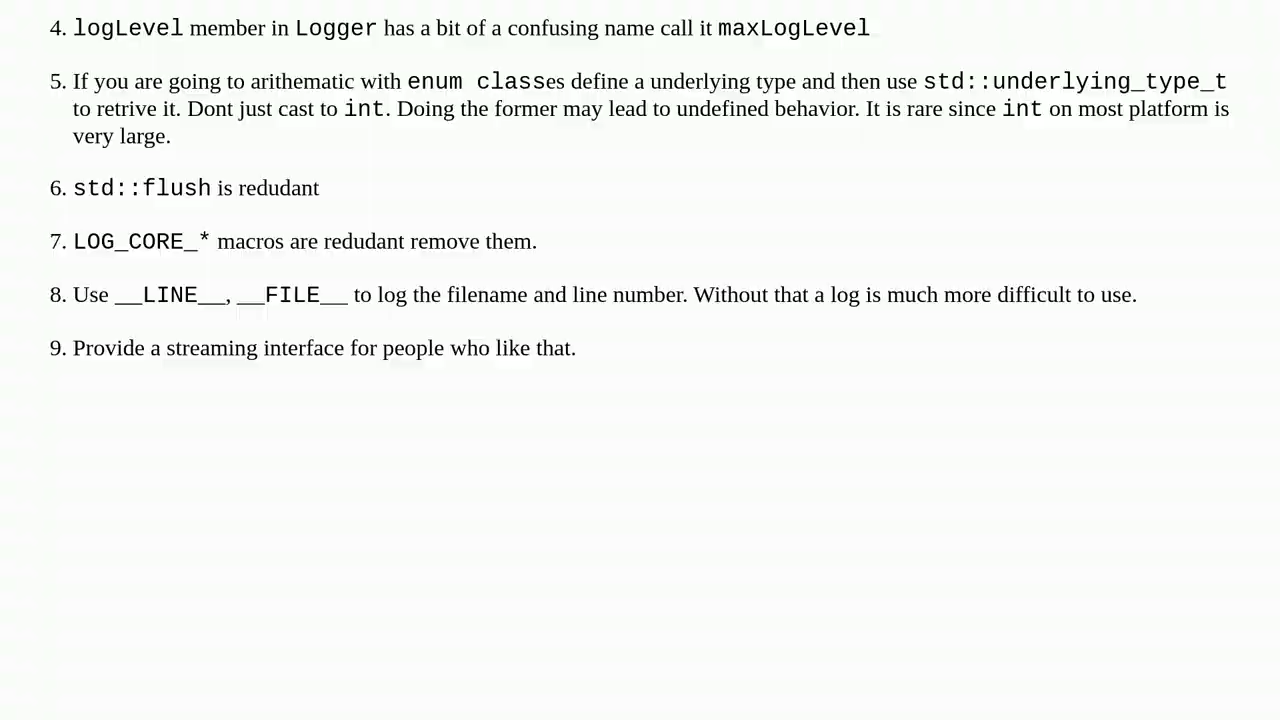 4. logLevel member in Logger has a bit of a confusing name call it maxLogLevel
5. If you are going to arithematic with enum classes define a underlying type and then use std::underlying_type_t
to retrive it. Dont just cast to int. Doing the former may lead to undefined behavior. It is rare since int on most platform is
very large.
6. std::flush is redudant
7. LOG_CORE_* macros are redudant remove them.
8. Use __LINE__, __FILE__ to log the filename and line number. Without that a log is much more difficult to use.
9. Provide a streaming interface for people who like that.